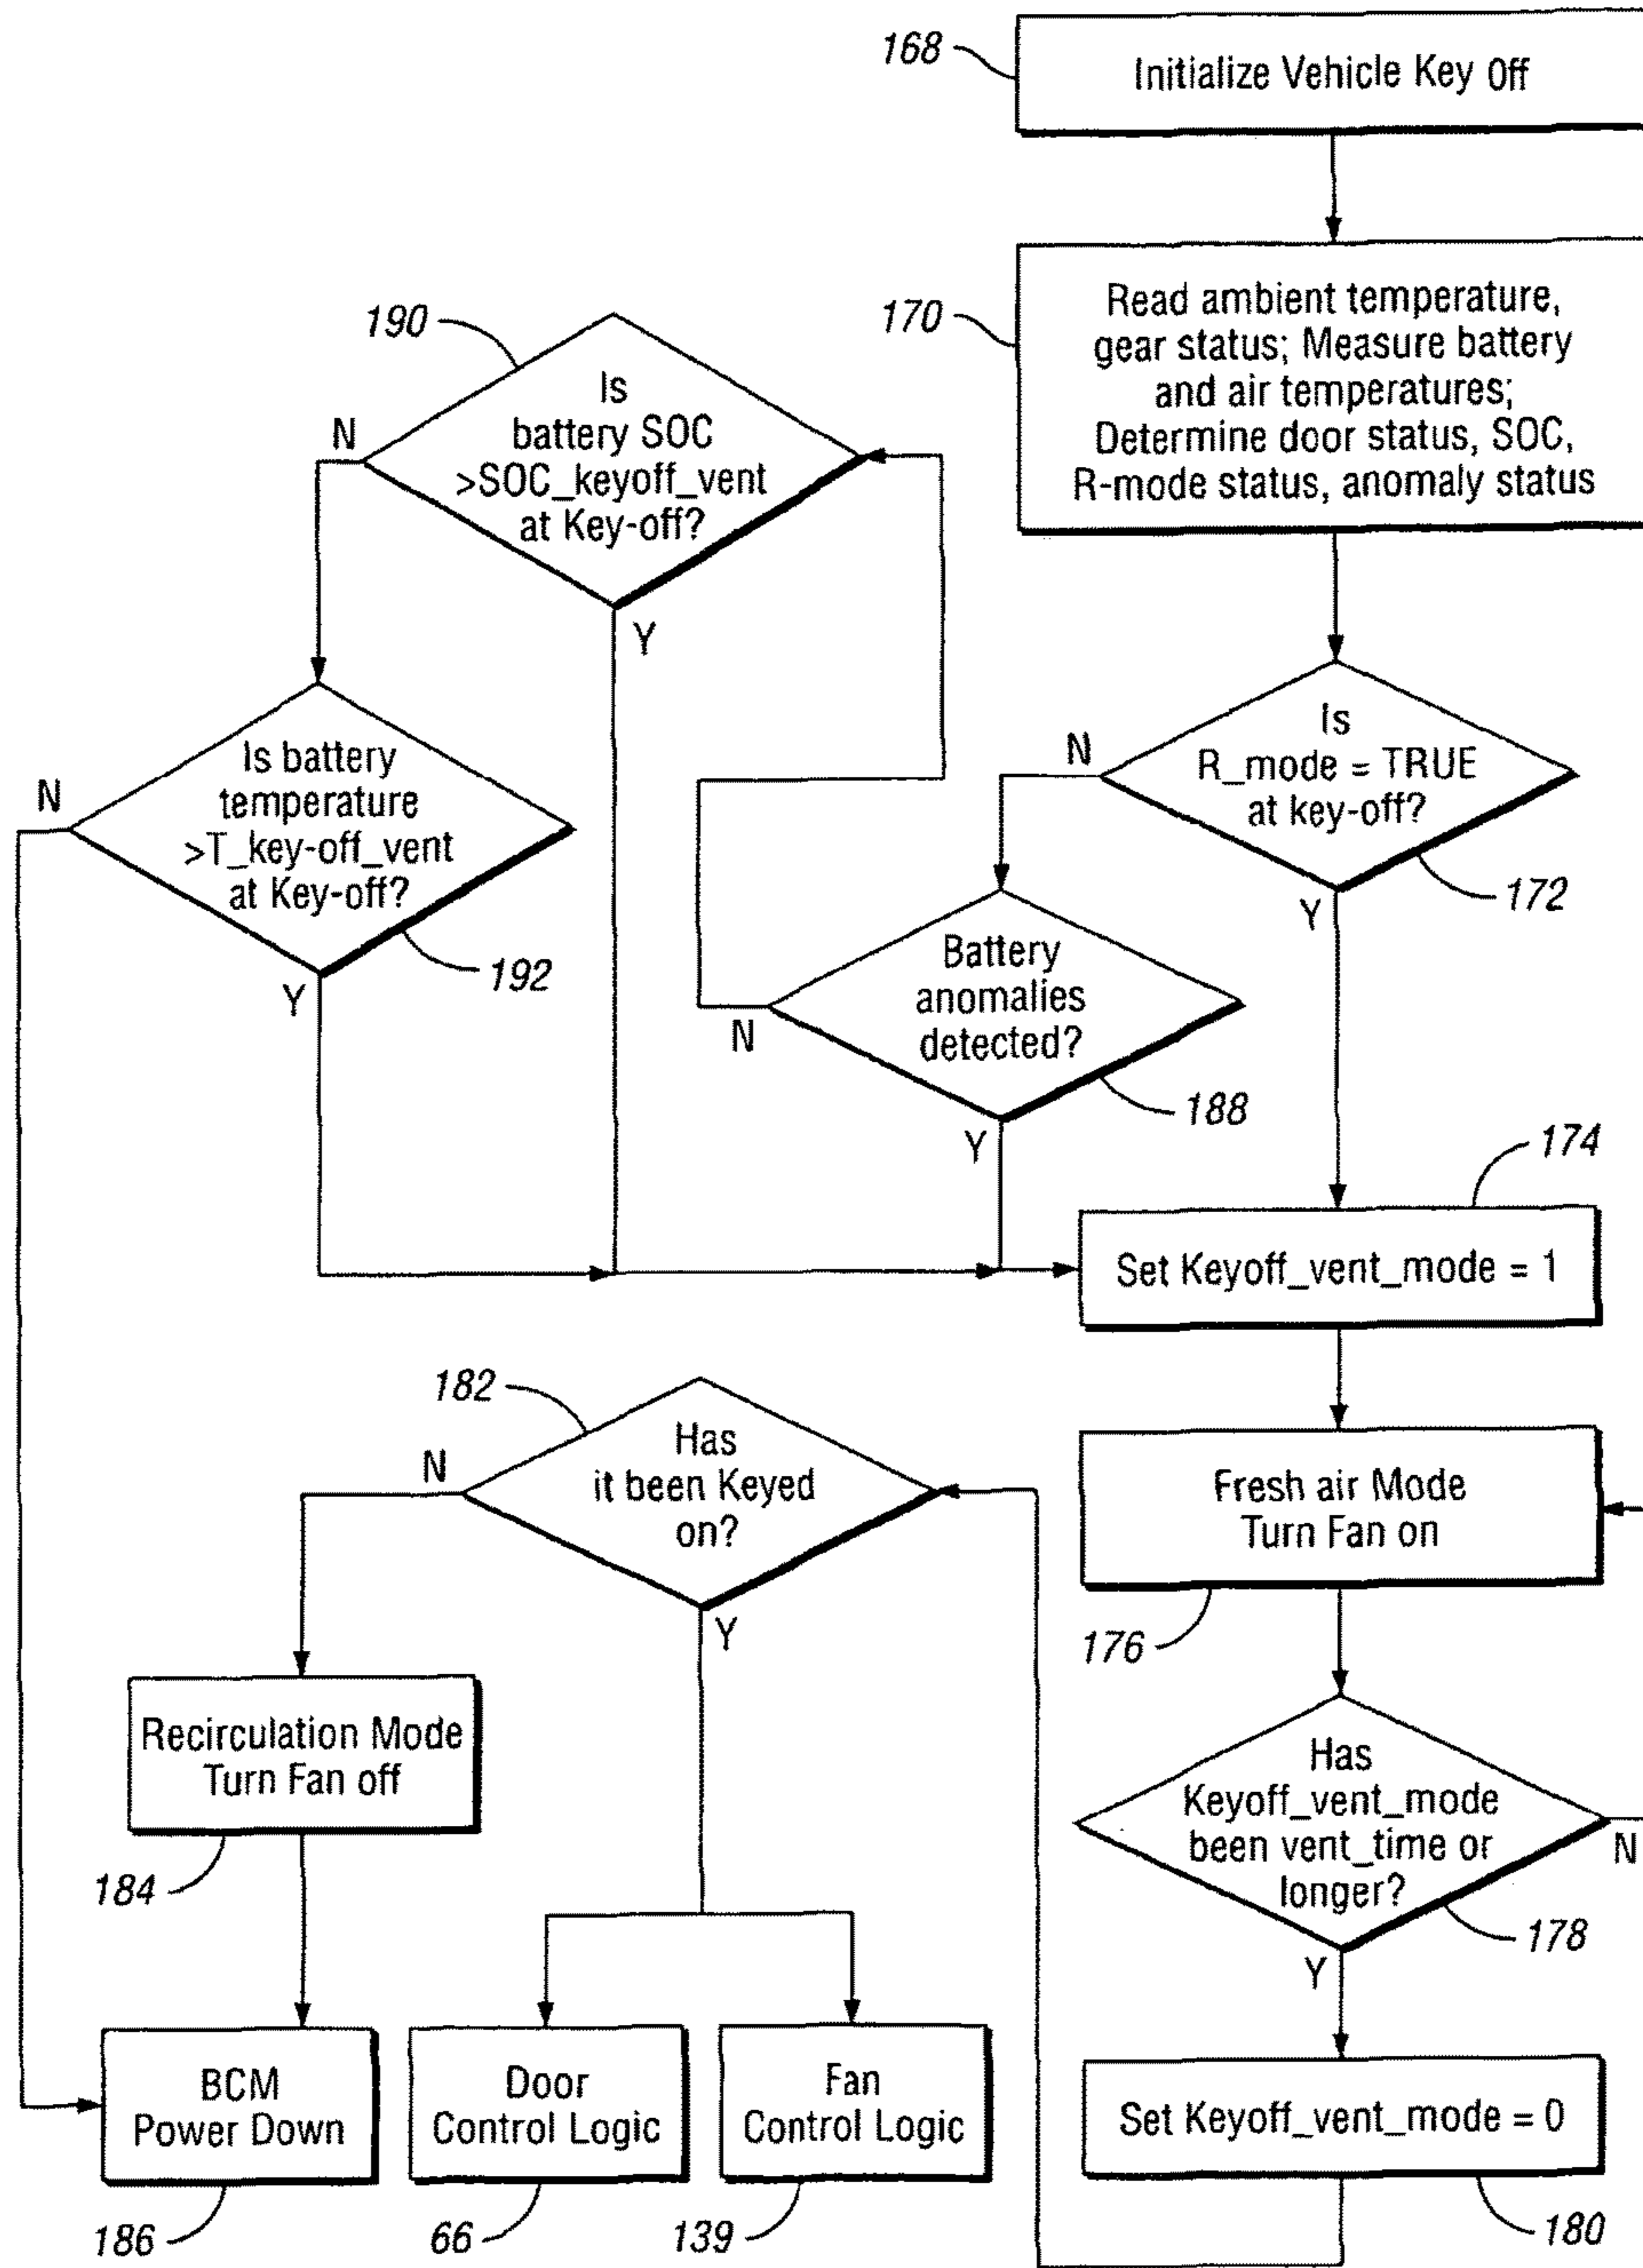 168
Initialize Vehicle Key Off
170
Read ambient temperature,
gear status; Measure battery
and air temperatures;
Determine door status, SOC,
R-mode status, anomaly status
190
Is
battery SOC
>SOC_keyoff_vent
at Key-off?
N
Y
Is battery
temperature
>T_key-off_vent
at Key-off?
N
Y
192
Is
R_mode = TRUE
at key-off?
N
Y
172
Battery
anomalies
detected?
N
Y
188
174
Set Keyoff_vent_mode = 1
182
Has
it been Keyed
on?
N
Y
Fresh air Mode
Turn Fan on
176
Recirculation Mode
Turn Fan off
184
Has
Keyoff_vent_mode
been vent_time or
longer?
N
Y
178
BCM
Power Down
186
Door
Control Logic
66
Fan
Control Logic
139
Set Keyoff_vent_mode = 0
180